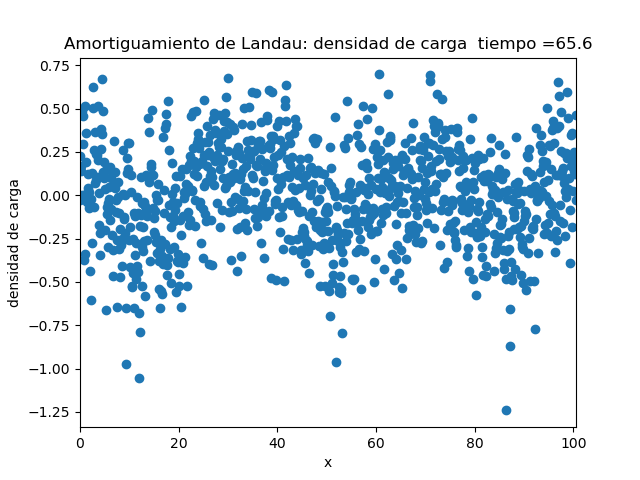 Amortiguamiento de Landau: densidad de carga  tiempo =65.6
0.75
0.50
0.25
0.00
−0.25
−0.50
−0.75
−1.00
−1.25
densidad de carga
0 20 40 60 80 100
x